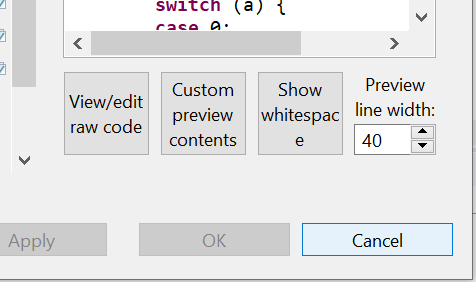 switch (a) {
case 0:
View/edit
raw code
Custom
preview
contents
Show
whitespac
e
Preview
line width:
40
Apply
OK
Cancel